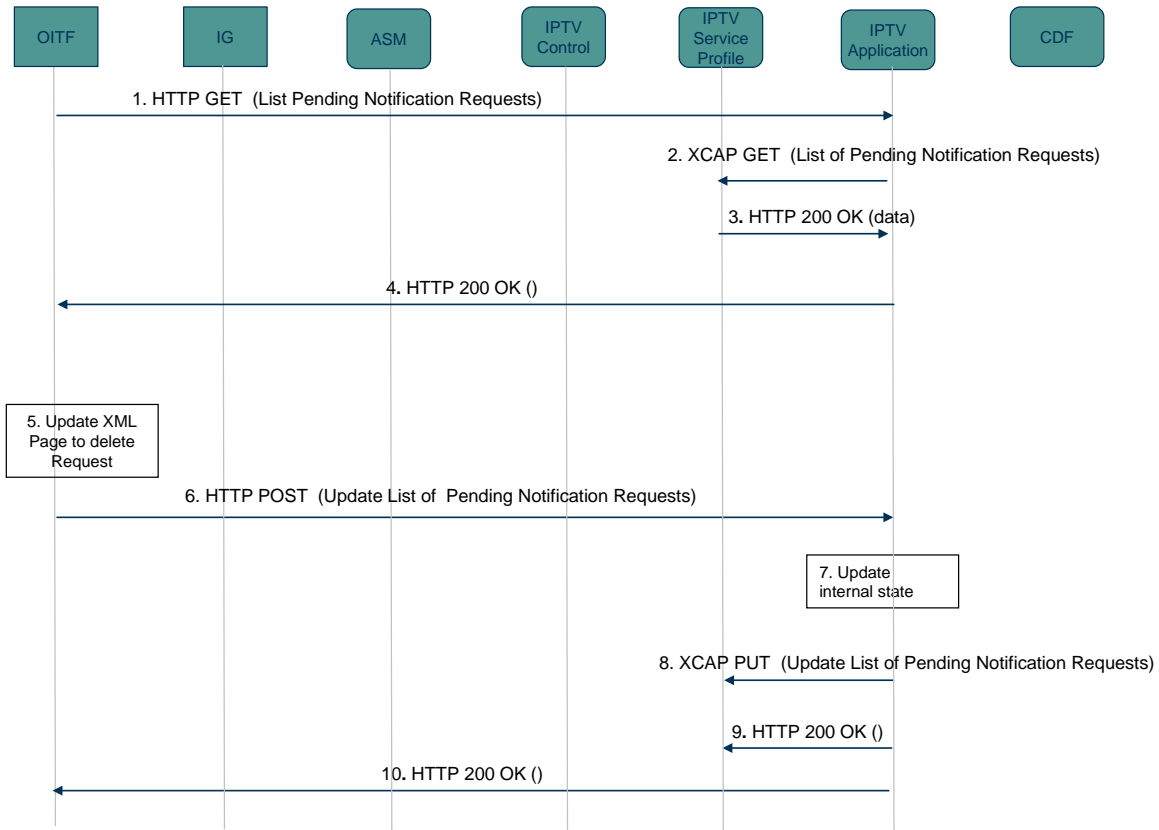 OITF
IG
ASM
IPTV
Control
IPTV
Service
Profile
IPTV
Application
CDF
1. HTTP GET (List Pending Notification Requests)
2. XCAP GET (List of Pending Notification Requests)
3. HTTP 200 OK (data)
4. HTTP 200 OK ()
5. Update XML
Page to delete
Request
6. HTTP POST (Update List of Pending Notification Requests)
7. Update
internal state
8. XCAP PUT (Update List of Pending Notification Requests)
9. HTTP 200 OK ()
10. HTTP 200 OK ()